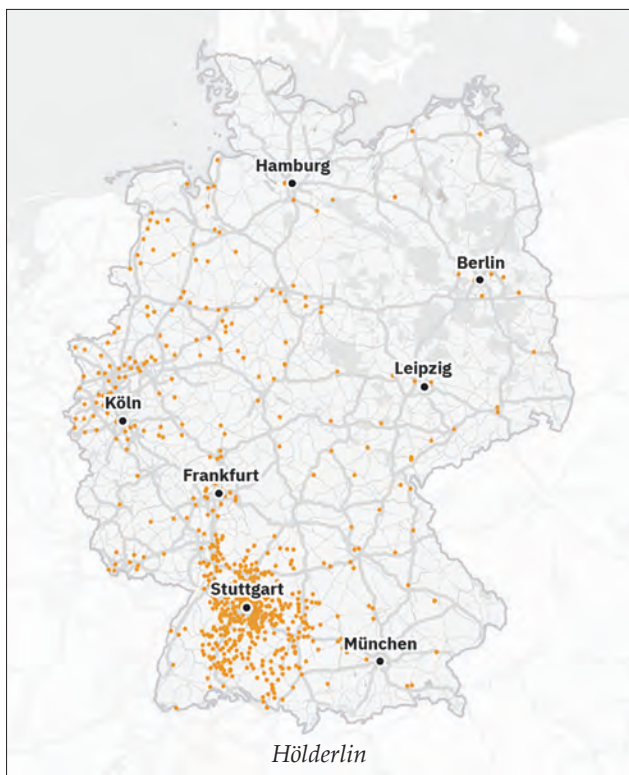 Hamburg
Berlin
Leipzig
Köln
Frankfurt
Stuttgart
München
Hölderlin